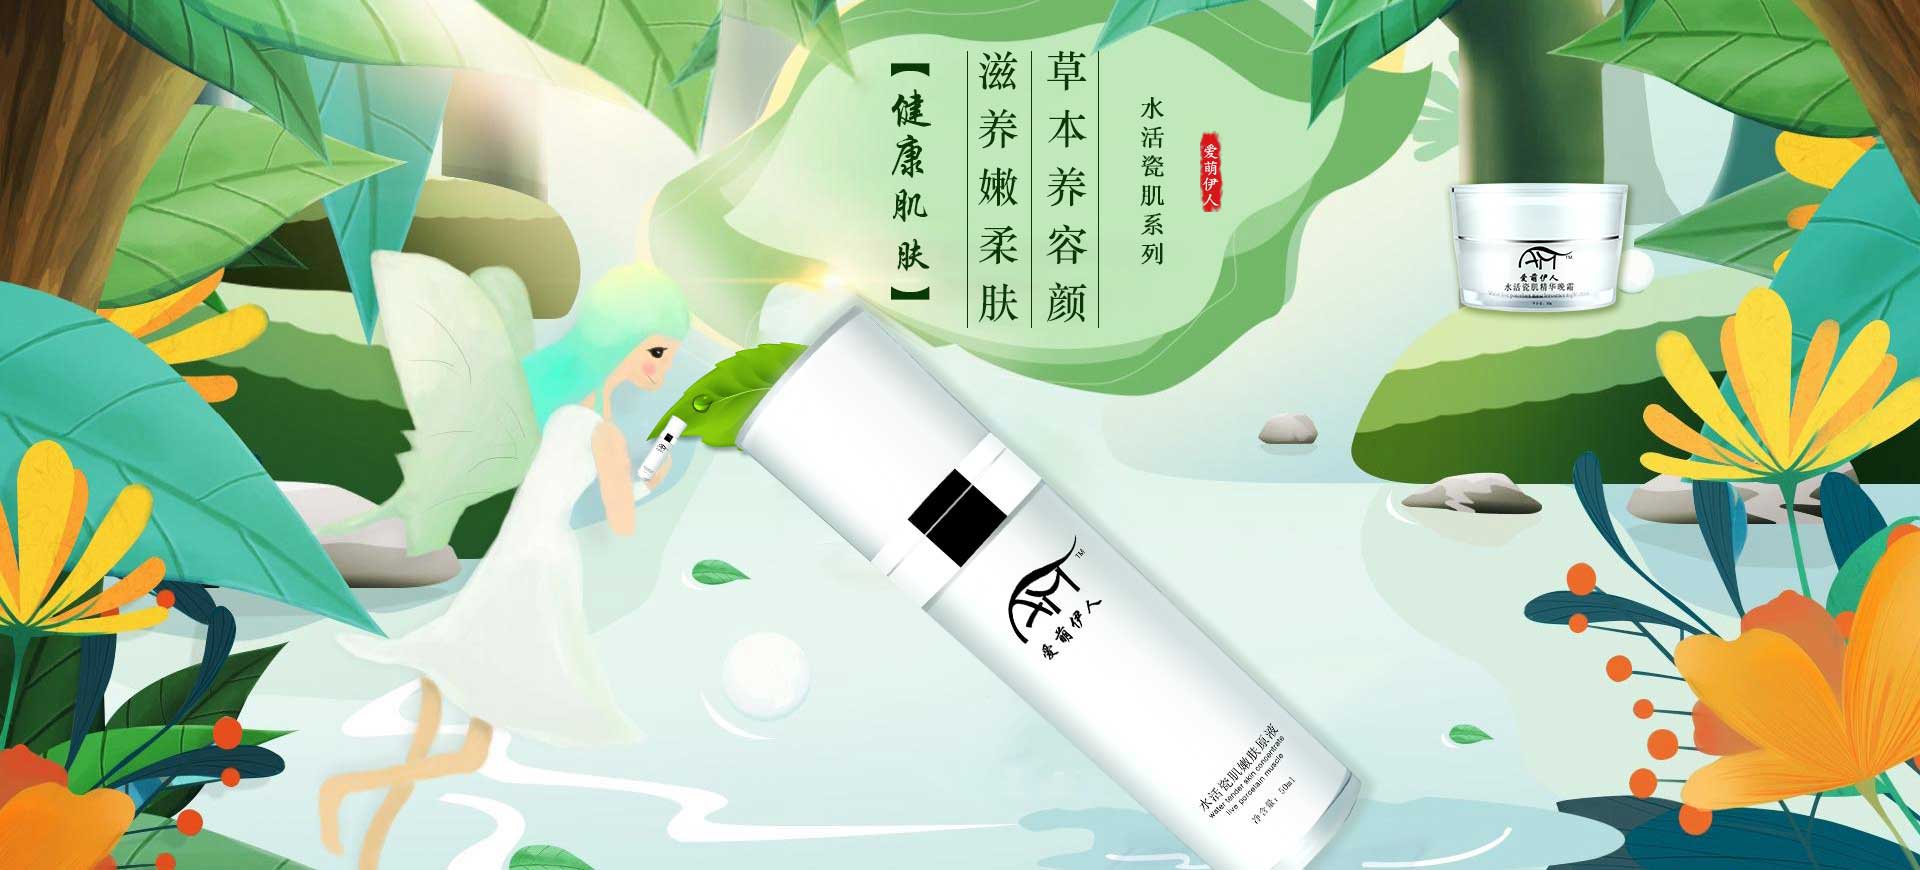 爱萌伊人
水活瓷肌系列
草本养容颜
滋养嫩柔肤
【健康肌肤】
TM
爱萌伊人
水活瓷肌精华晚霜
TM
爱萌伊人
水活瓷肌嫩肤原液
water tender skin concentrate
live porcelain muscle
净含量：50ml